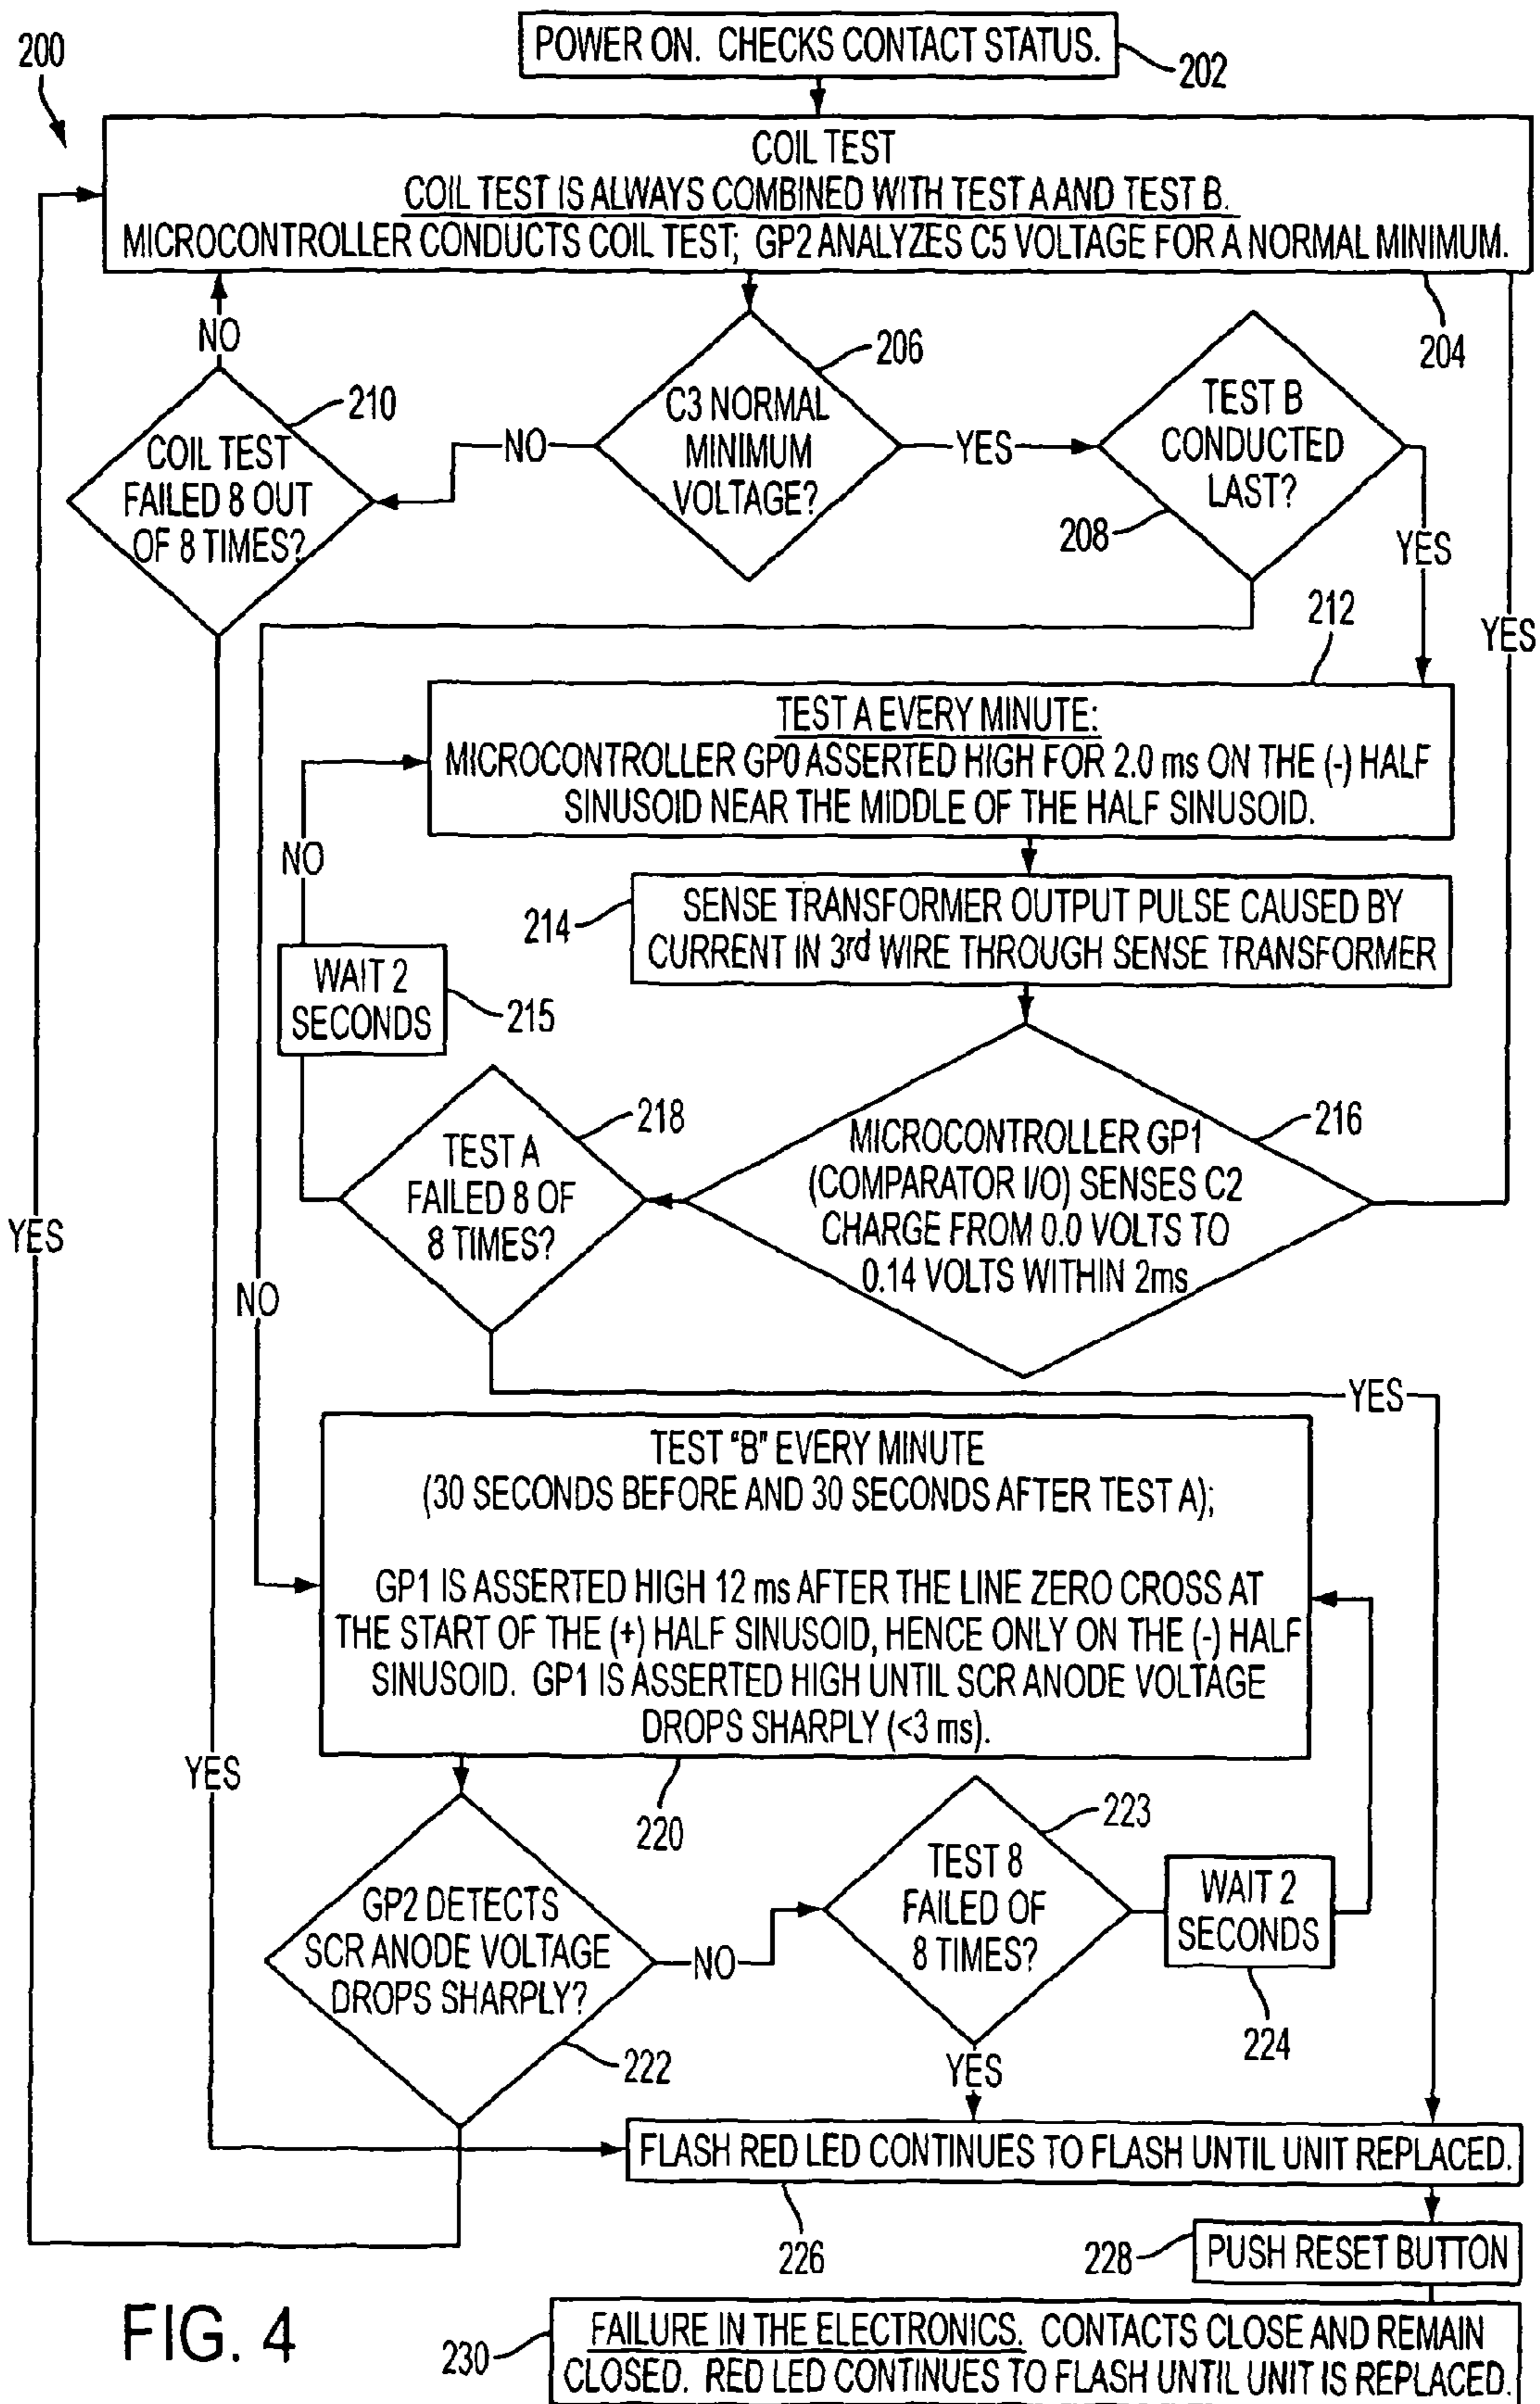 200
POWER ON. CHECKS CONTACT STATUS.
202
COIL TEST
COIL TEST IS ALWAYS COMBINED WITH TEST A AND TEST B.
MICROCONTROLLER CONDUCTS COIL TEST; GP2 ANALYZES C5 VOLTAGE FOR A NORMAL MINIMUM.
204
NO
210
COIL TEST
FAILED 8 OUT
OF 8 TIMES?
NO
206
C3 NORMAL
MINIMUM
VOLTAGE?
YES
TEST B
CONDUCTED
LAST?
208
YES
YES
212
TEST A EVERY MINUTE:
MICROCONTROLLER GP0 ASSERTED HIGH FOR 2.0 ms ON THE (-) HALF
SINUSOID NEAR THE MIDDLE OF THE HALF SINUSOID.
NO
214
SENSE TRANSFORMER OUTPUT PULSE CAUSED BY
CURRENT IN 3rd WIRE THROUGH SENSE TRANSFORMER
WAIT 2
SECONDS
215
218
TEST A
FAILED 8 OF
8 TIMES?
216
MICROCONTROLLER GP1
(COMPARATOR I/O) SENSES C2
CHARGE FROM 0.0 VOLTS TO
0.14 VOLTS WITHIN 2ms
YES
NO
YES
TEST "B" EVERY MINUTE
(30 SECONDS BEFORE AND 30 SECONDS AFTER TEST A);
GP1 IS ASSERTED HIGH 12 ms AFTER THE LINE ZERO CROSS AT
THE START OF THE (+) HALF SINUSOID, HENCE ONLY ON THE (-) HALF
SINUSOID. GP1 IS ASSERTED HIGH UNTIL SCR ANODE VOLTAGE
DROPS SHARPLY (<3 ms).
YES
220
GP2 DETECTS
SCR ANODE VOLTAGE
DROPS SHARPLY?
222
NO
223
TEST 8
FAILED OF
8 TIMES?
WAIT 2
SECONDS
224
YES
FLASH RED LED CONTINUES TO FLASH UNTIL UNIT REPLACED.
226
228
PUSH RESET BUTTON
230
FAILURE IN THE ELECTRONICS. CONTACTS CLOSE AND REMAIN
CLOSED. RED LED CONTINUES TO FLASH UNTIL UNIT IS REPLACED.
FIG. 4